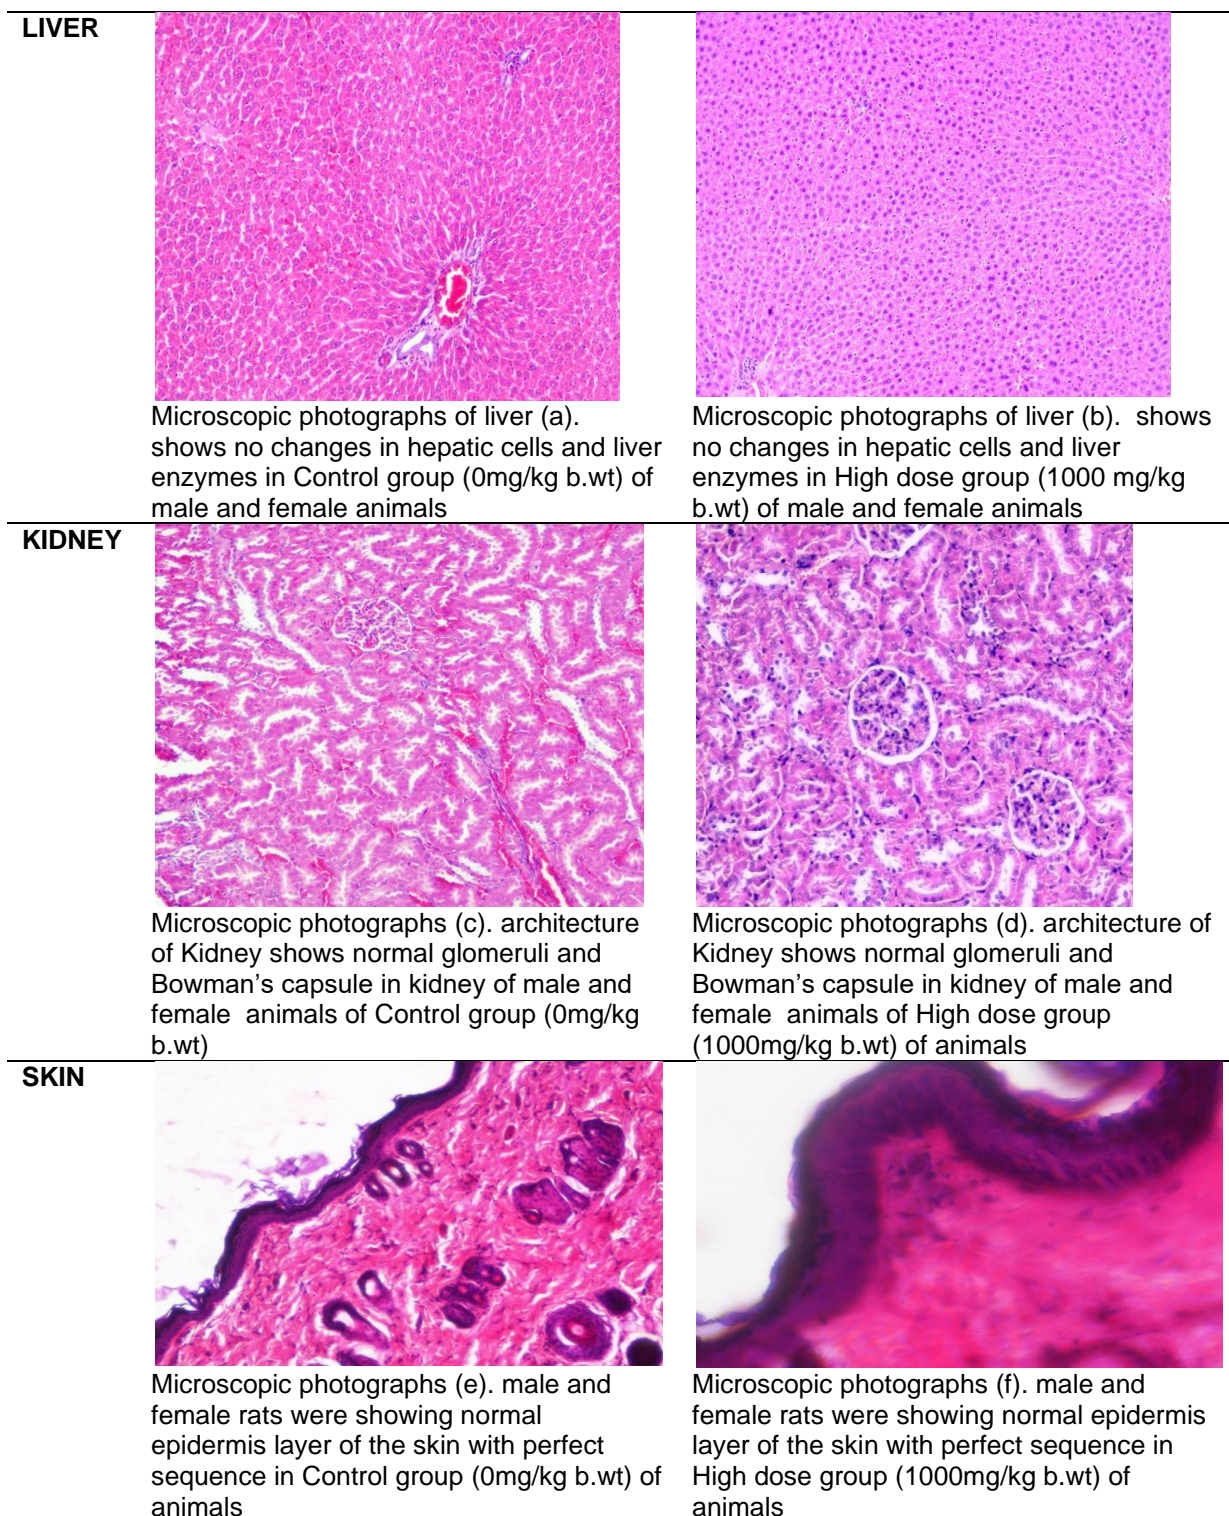 LIVER
Microscopic photographs of liver (a).
shows no changes in hepatic cells and liver
enzymes in Control group (0mg/kg b.wt) of
male and female animals
Microscopic photographs of liver (b).  shows
no changes in hepatic cells and liver
enzymes in High dose group (1000 mg/kg
b.wt) of male and female animals
KIDNEY
Microscopic photographs (c). architecture
of Kidney shows normal glomeruli and
Bowman’s capsule in kidney of male and
female  animals of Control group (0mg/kg
b.wt)
Microscopic photographs (d). architecture of
Kidney shows normal glomeruli and
Bowman’s capsule in kidney of male and
female  animals of High dose group
(1000mg/kg b.wt) of animals
SKIN
Microscopic photographs (e). male and
female rats were showing normal
epidermis layer of the skin with perfect
sequence in Control group (0mg/kg b.wt) of
animals
Microscopic photographs (f). male and
female rats were showing normal epidermis
layer of the skin with perfect sequence in
High dose group (1000mg/kg b.wt) of
animals